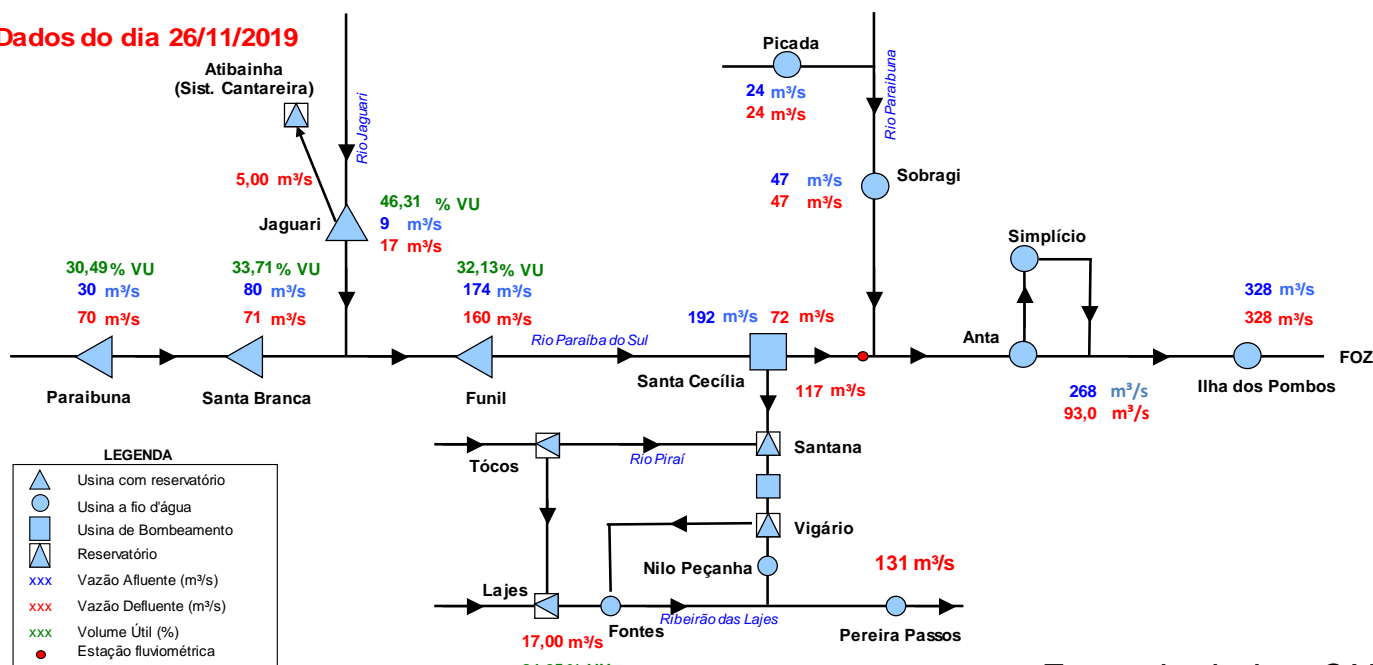 Dados do dia 26/11/2019
Atibainha
(Sist. Cantareira)
Rio Jaguari
5,00 m³/s
Jaguari
46,31 % VU
9 m³/s
17 m³/s
Picada
24 m³/s
24 m³/s
Rio Paraibuna
47 m³/s
47 m³/s
Sobragi
Simplício
30,49 % VU
30 m³/s
70 m³/s
Paraibuna
33,71 % VU
80 m³/s
71 m³/s
Santa Branca
32,13 % VU
174 m³/s
160 m³/s
Funil
Rio Paraíba do Sul
192 m³/s 72 m³/s
Santa Cecília
117 m³/s
Anta
268 m³/s
93,0 m³/s
328 m³/s
328 m³/s
Ilha dos Pombos
FOZ
Tócos
Rio Piraí
Santana
Vigário
Nilo Peçanha
131 m³/s
Lajes
17,00 m³/s
Fontes
Ribeirão das Lajes
Pereira Passos
LEGENDA
Usina com reservatório
Usina a fio d'água
Usina de Bombeamento
Reservatório
xxx Vazão Afluente (m³/s)
xxx Vazão Defluente (m³/s)
xxx Volume Útil (%)
Estação fluviométrica